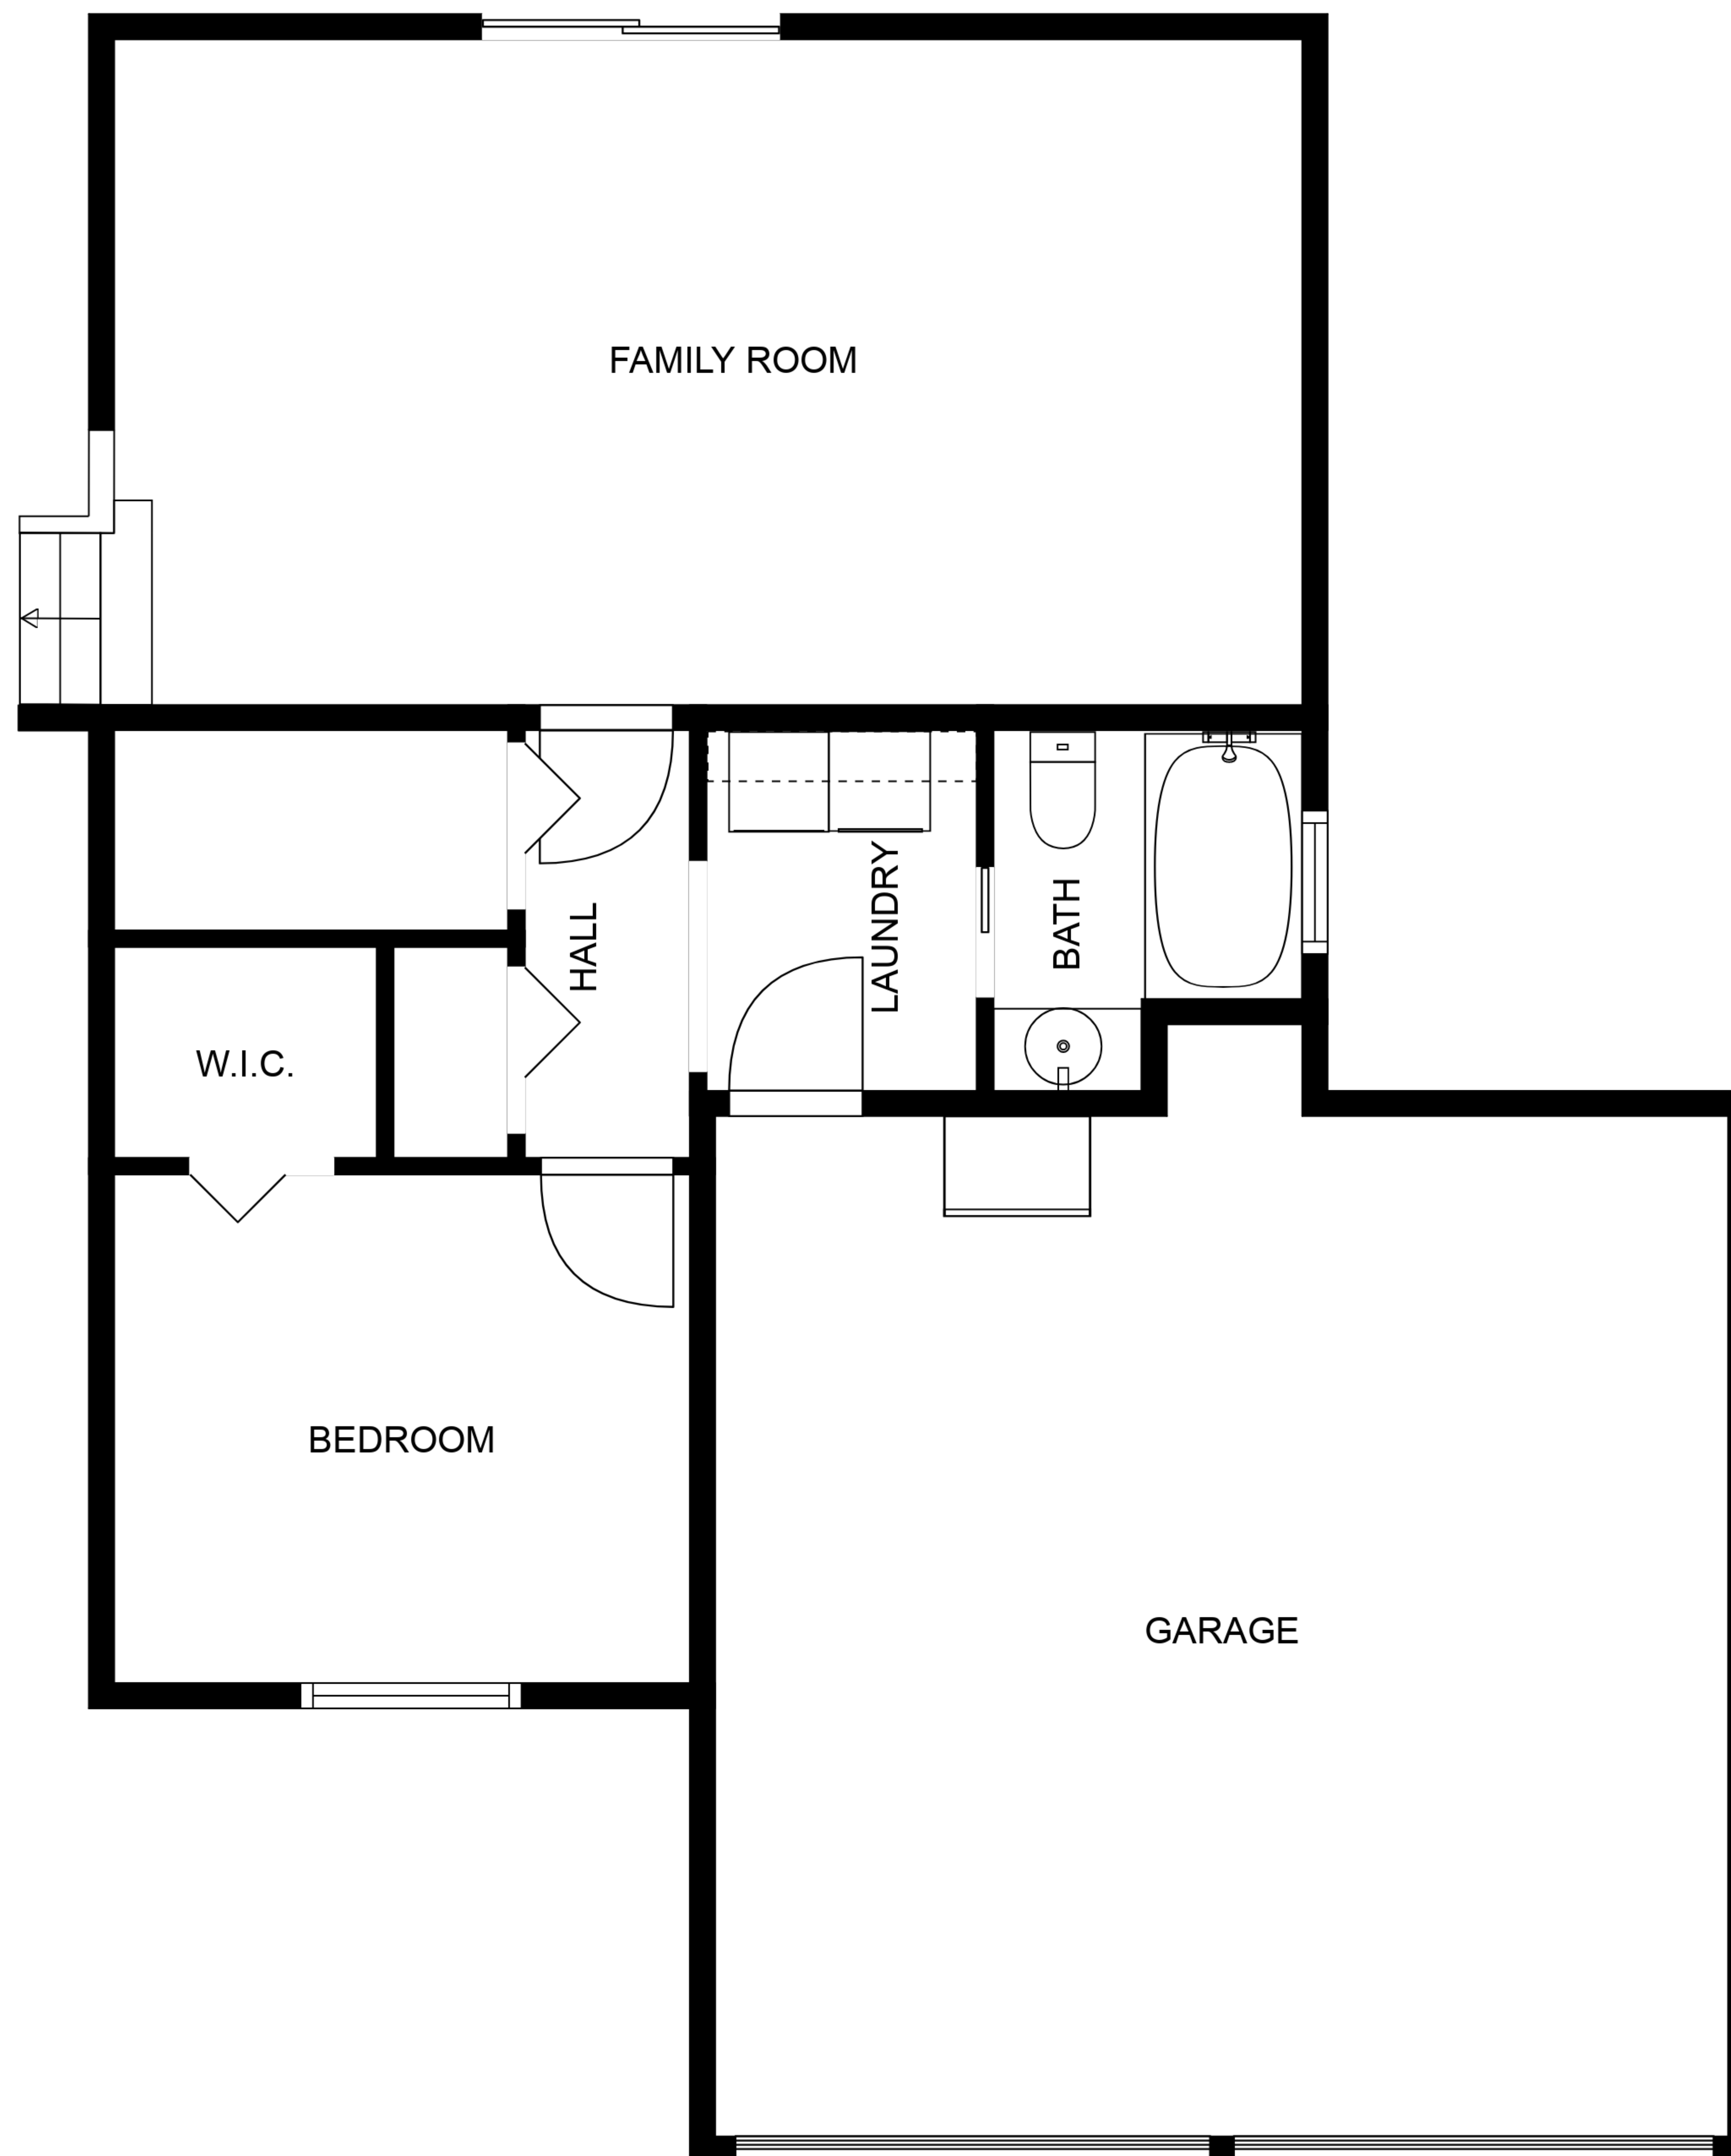 FAMILY ROOM
HALL
LAUNDRY
BATH
W.I.C.
BEDROOM
GARAGE